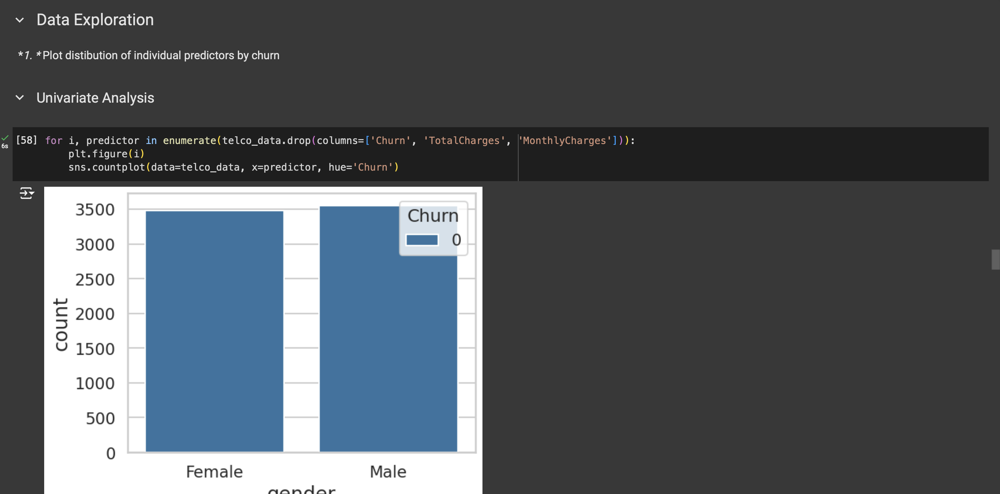 Data Exploration
*1. *Plot distibution of individual predictors by churn
Univariate Analysis
[58] for i, predictor in enumerate(telco_data.drop(columns=['Churn', 'TotalCharges', 'MonthlyCharges'])):
6s
plt.figure(i)
sns.countplot(data=telco_data, x=predictor, hue='Churn')
3500
3000
2500
2000
1500
1000
500
0
count
Churn
0
Female
Male
gender